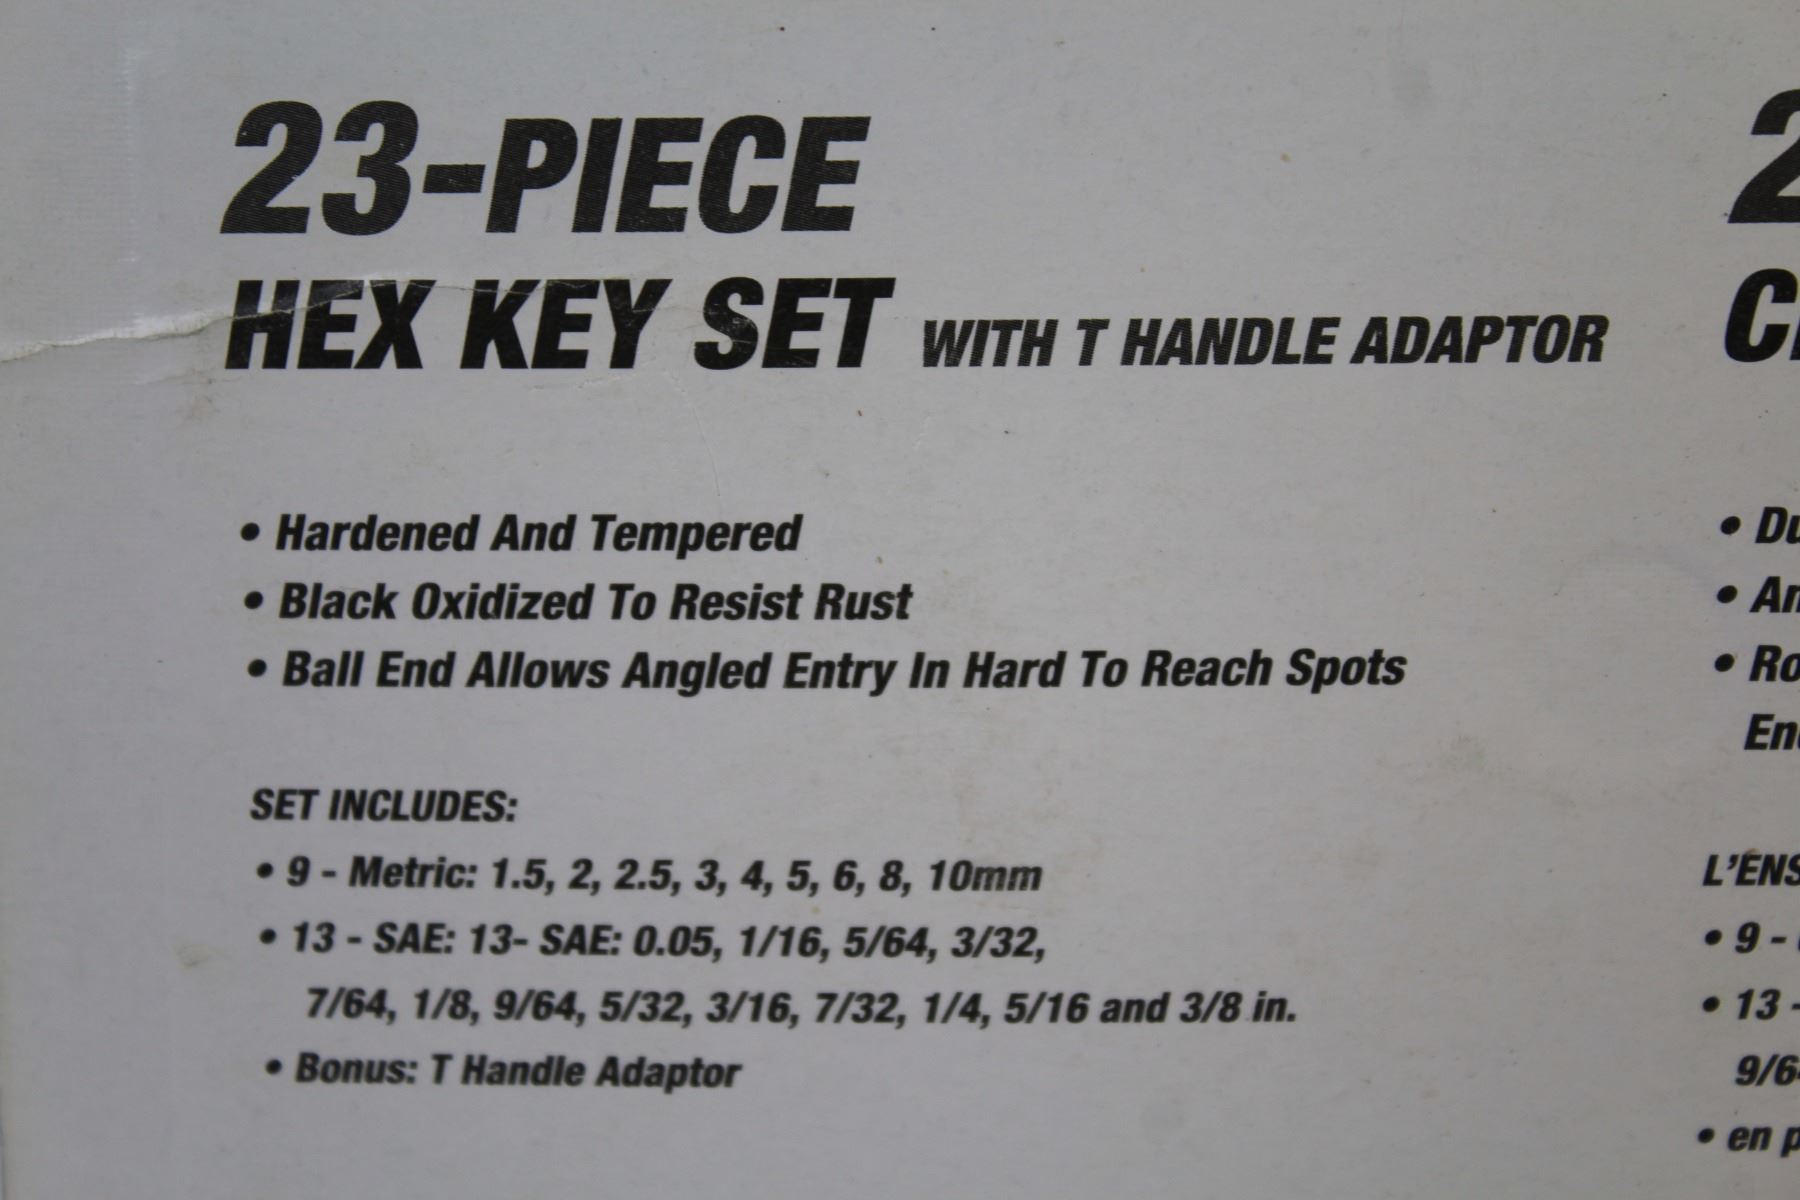 23-PIECE
HEX KEY SET WITH T HANDLE ADAPTOR
• Hardened And Tempered
• Black Oxidized To Resist Rust
• Ball End Allows Angled Entry In Hard To Reach Spots
SET INCLUDES:
• 9 - Metric: 1.5, 2, 2.5, 3, 4, 5, 6, 8, 10mm
• 13 - SAE: 13- SAE: 0.05, 1/16, 5/64, 3/32,
7/64, 1/8, 9/64, 5/32, 3/16, 7/32, 1/4, 5/16 and 3/8 in.
• Bonus: T Handle Adaptor
2
• 9 -
• 13 -
• en